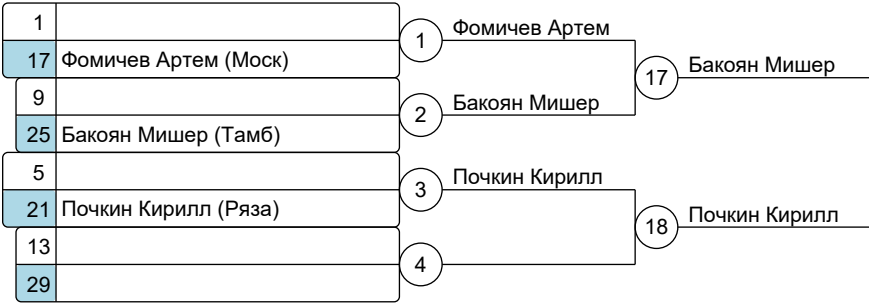 1
Фомичев Артем
17 Фомичев Артем (Моск)
1
17
Бакоян Мишер
9
Бакоян Мишер
2
25 Бакоян Мишер (Тамб)
5
Почкин Кирилл
3
21 Почкин Кирилл (Ряза)
18
Почкин Кирилл
13
4
29